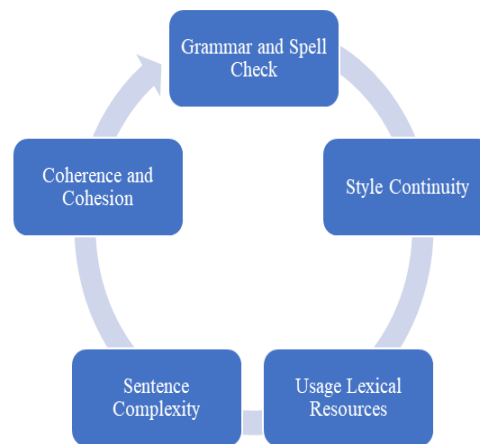 Grammar and Spell
Check
Style Continuity
Usage Lexical
Resources
Sentence
Complexity
Coherence and
Cohesion